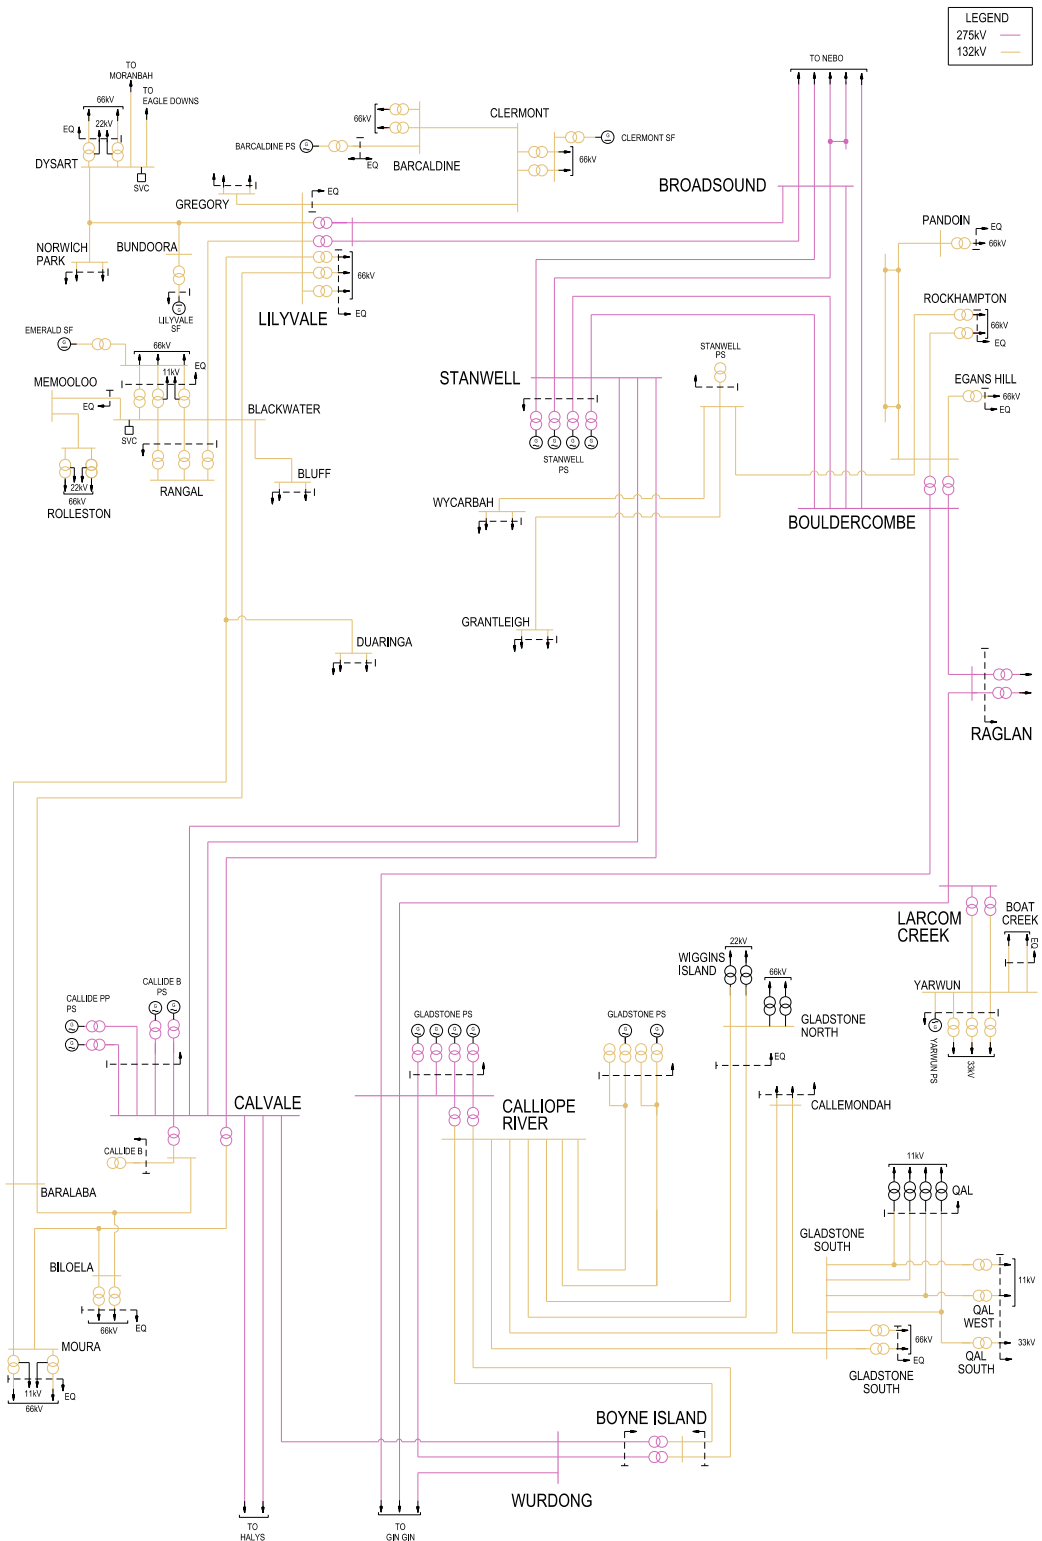 LEGEND
275kV
132kV
TO NEBO
TO
MORANBAH
TO
EAGLE DOWNS
66kV
22kV
EQ
DYSART
SVC
66kV
BARCALDINE PS
G
EQ
BARCALDINE
CLERMONT
G
CLERMONT SF
66kV
GREGORY
EQ
BROADSOUND
PANDOIN
EQ
66kV
NORWICH
PARK
BUNDOORA
G
LILYVALE
SF
66kV
EQ
LILYVALE
ROCKHAMPTON
66kV
EQ
EMERALD SF
G
66kV
11kV
EQ
MEMOOLOO
EQ
SVC
BLACKWATER
STANWELL
G
G
G
G
STANWELL
PS
STANWELL
PS
EGANS HILL
66kV
EQ
22kV
66kV
ROLLESTON
RANGAL
BLUFF
WYCARBAH
BOULDERCOMBE
GRANTLEIGH
DUARINGA
RAGLAN
LARCOM
CREEK
BOAT
CREEK
EQ
YARWUN
G
YARWUN PS
33kV
22kV
WIGGINS
ISLAND
66kV
GLADSTONE
NORTH
EQ
CALLIDE B
PS
G
G
CALLIDE PP
PS
G
G
GLADSTONE PS
G
G
G
G
GLADSTONE PS
G
G
CALVALE
CALLIOPE
RIVER
CALLEMONDAH
CALLIDE B
BARALABA
11kV
QAL
GLADSTONE
SOUTH
BILOELA
66kV
EQ
11kV
QAL
WEST
33kV
QAL
SOUTH
66kV
EQ
GLADSTONE
SOUTH
MOURA
EQ
11kV
66kV
BOYNE ISLAND
WURDONG
TO
HALYS
TO
GIN GIN